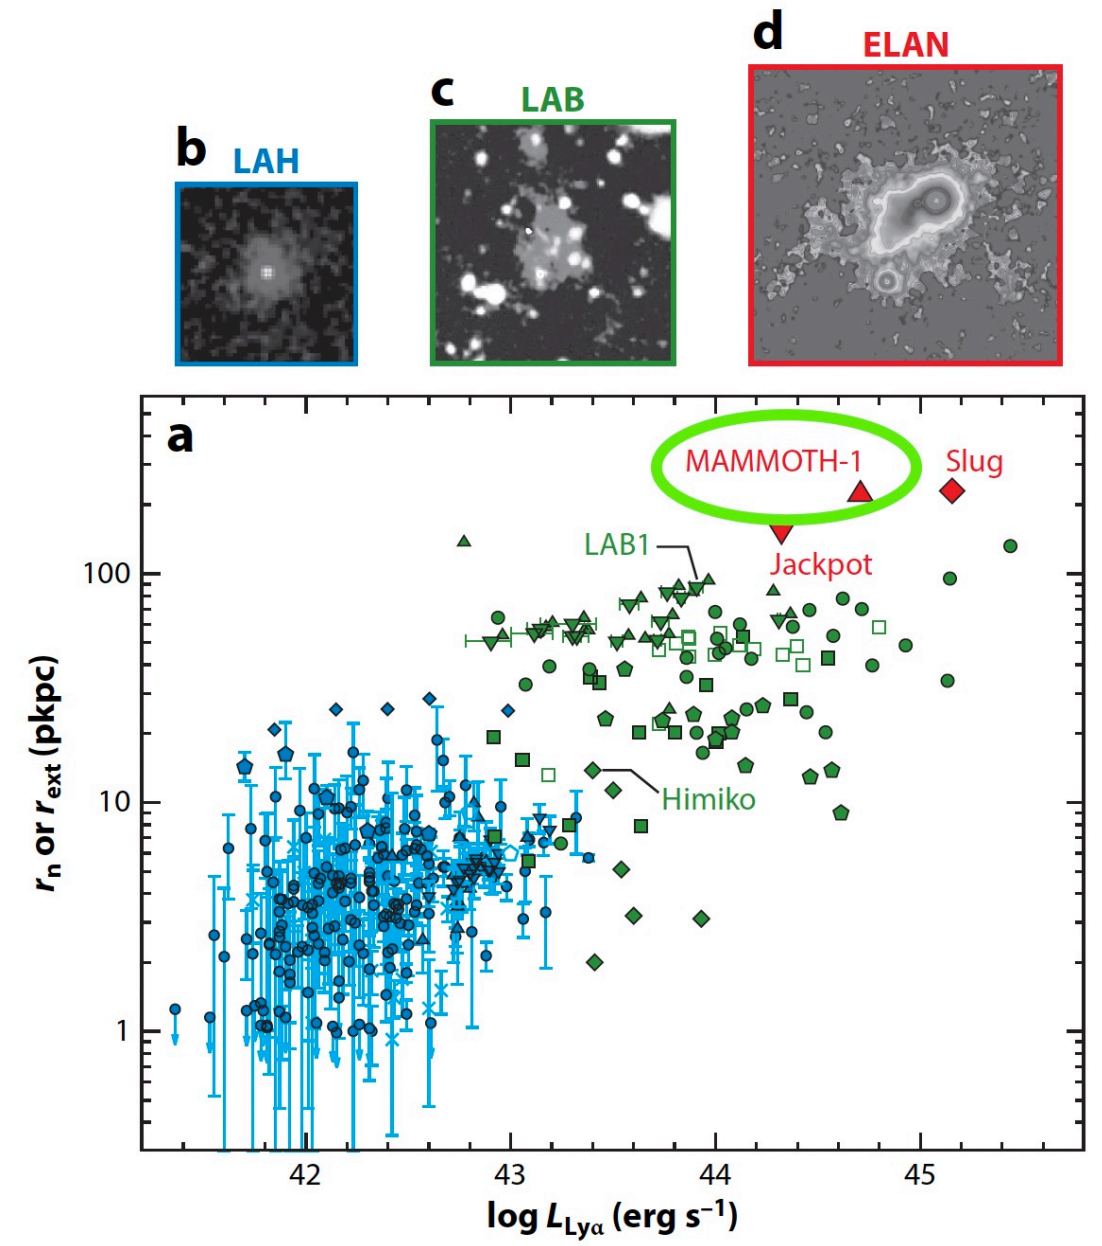 d
ELAN
c
LAB
b
LAH
a
MAMMOTH-1
Slug
LAB1
Jackpot
Himiko
100
10
1
rn or rext (pkpc)
42
43
44
45
log LLyα (erg s−1)